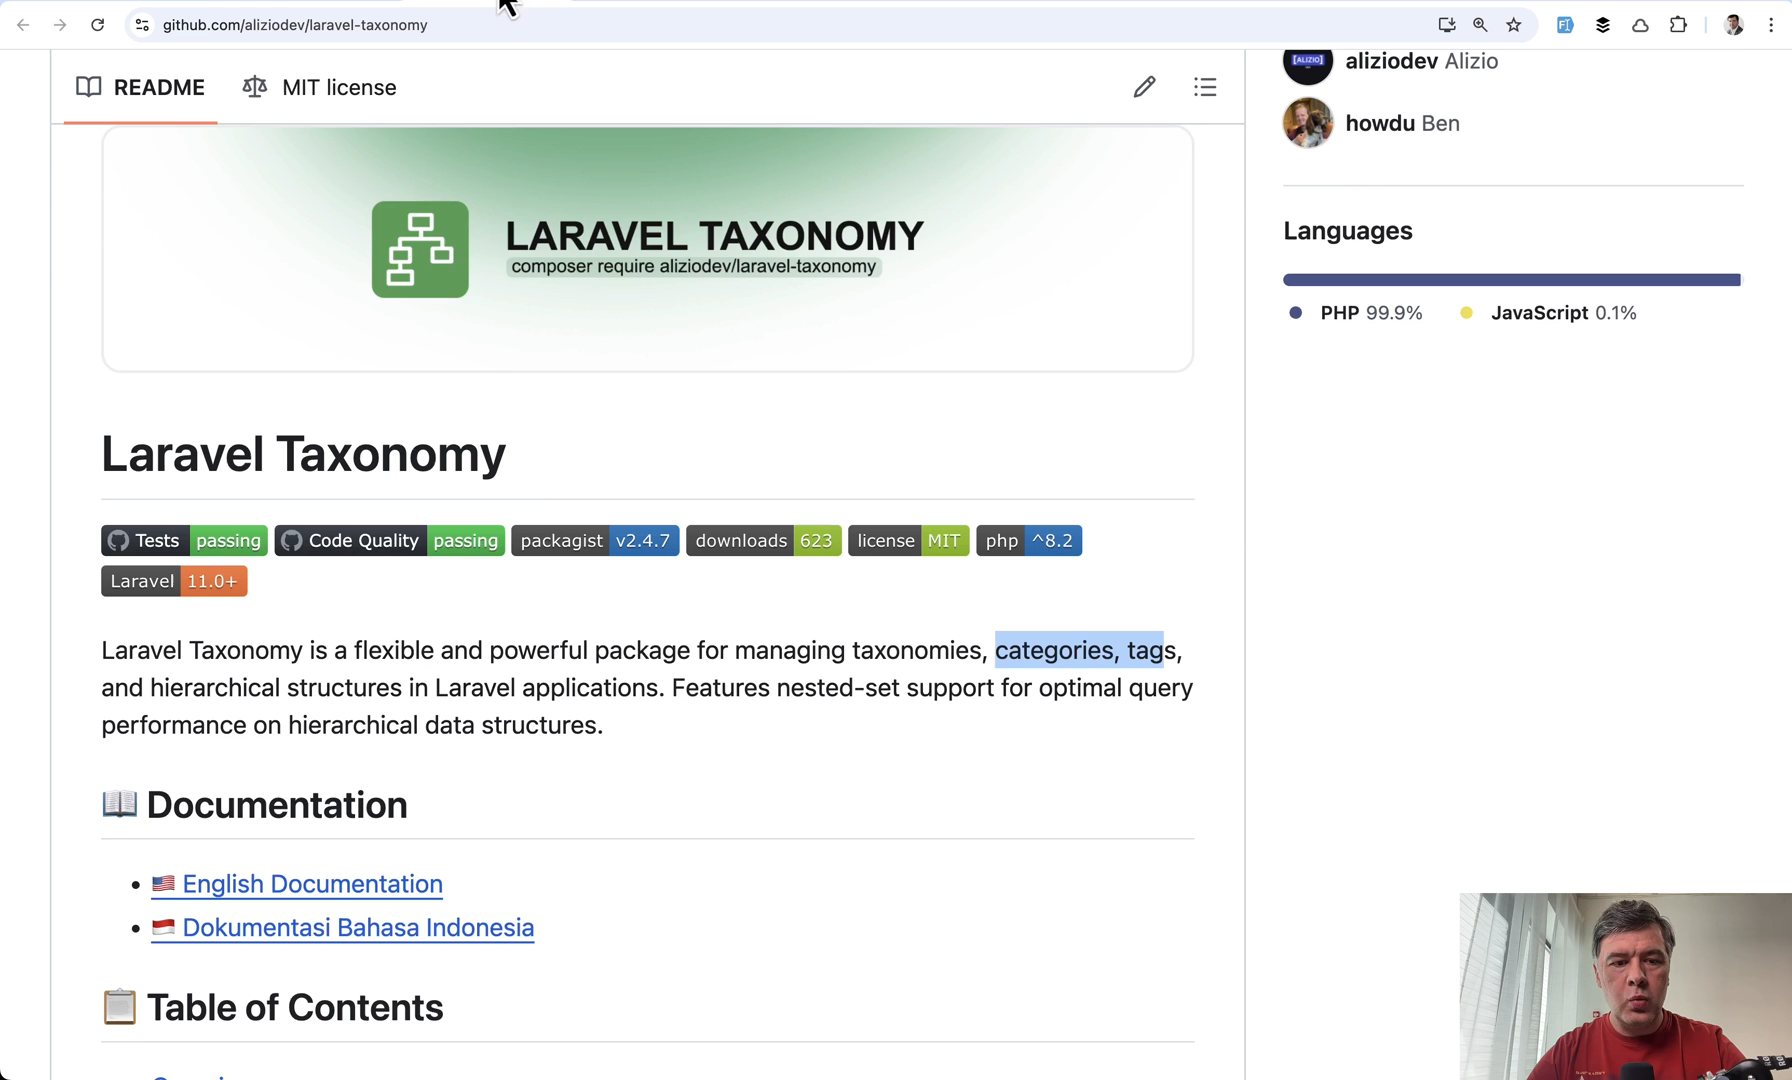 github.com/aliziodev/laravel-taxonomy
README
MIT license
[ALIZIO]
aliziodev Alizio
howdu Ben
LARAVEL TAXONOMY
composer require aliziodev/laravel-taxonomy
Languages
PHP 99.9%
JavaScript 0.1%
Laravel Taxonomy
Tests passing
Code Quality passing
packagist v2.4.7
downloads 623
license MIT
php ^8.2
Laravel 11.0+
Laravel Taxonomy is a flexible and powerful package for managing taxonomies, categories, tags,
and hierarchical structures in Laravel applications. Features nested-set support for optimal query
performance on hierarchical data structures.
Documentation
English Documentation
Dokumentasi Bahasa Indonesia
Table of Contents